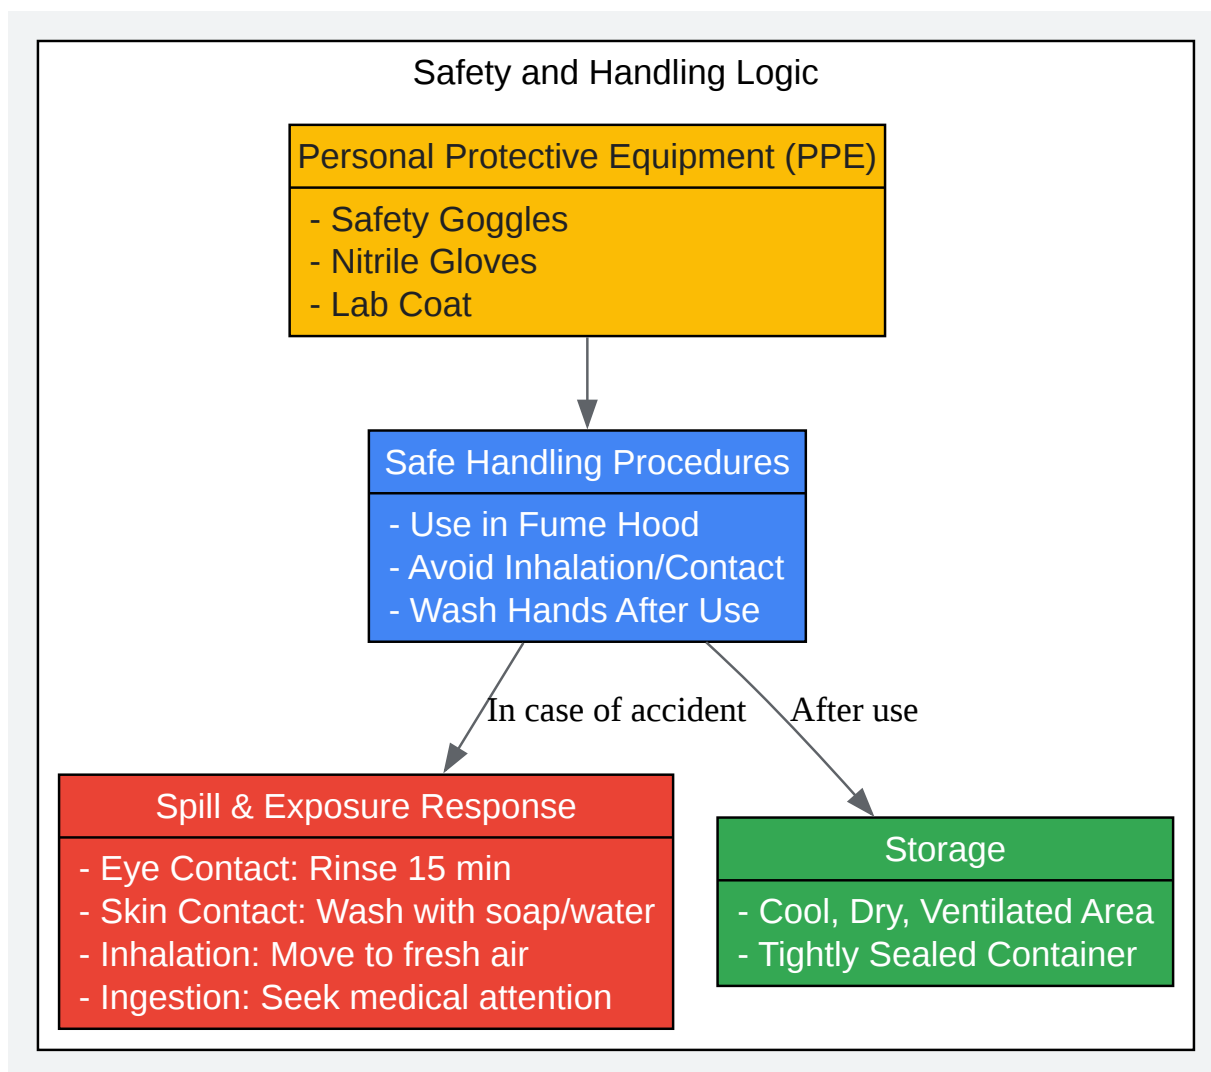 Safety and Handling Logic
Personal Protective Equipment (PPE)
- Safety Goggles
- Nitrile Gloves
- Lab Coat
Safe Handling Procedures
- Use in Fume Hood
- Avoid Inhalation/Contact
- Wash Hands After Use
In case of accident
After use
Spill & Exposure Response
- Eye Contact: Rinse 15 min
- Skin Contact: Wash with soap/water
- Inhalation: Move to fresh air
- Ingestion: Seek medical attention
Storage
- Cool, Dry, Ventilated Area
- Tightly Sealed Container